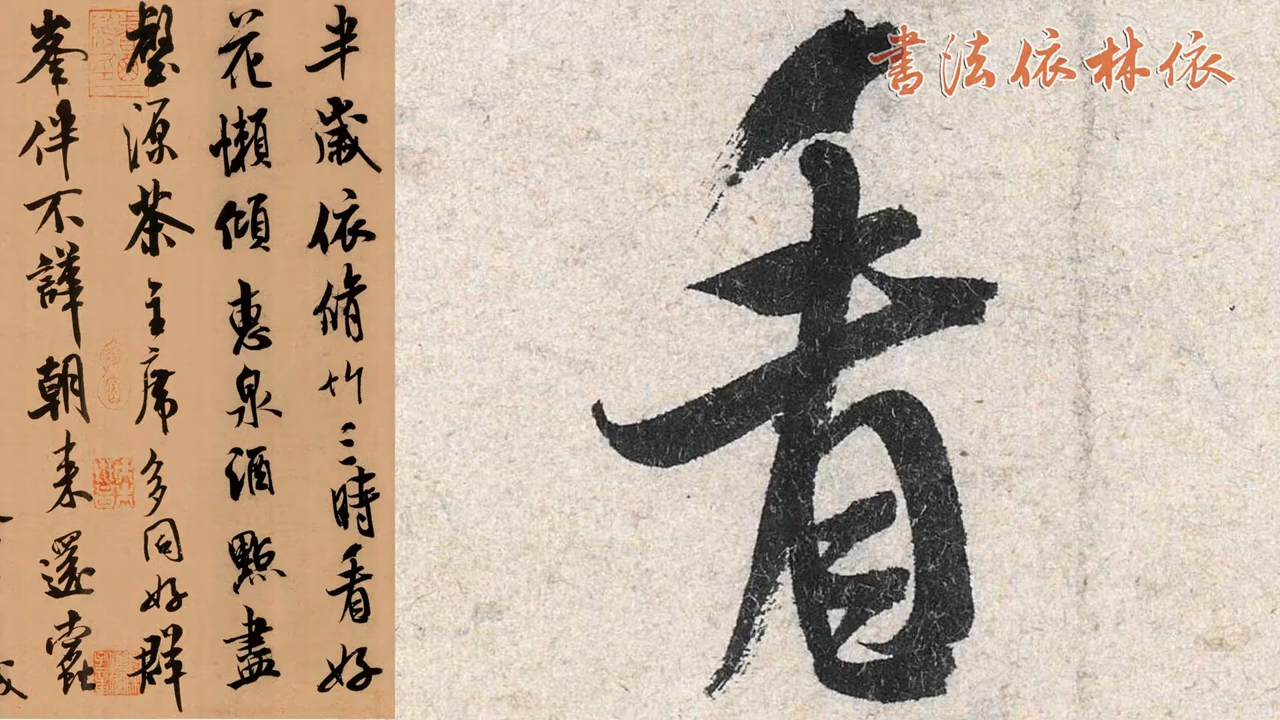 半歲依脩竹三時看好
花懶傾惠泉酒點盡
壑源茶主席多同好群
峯伴不譁朝来還蠹
看
書法依林依